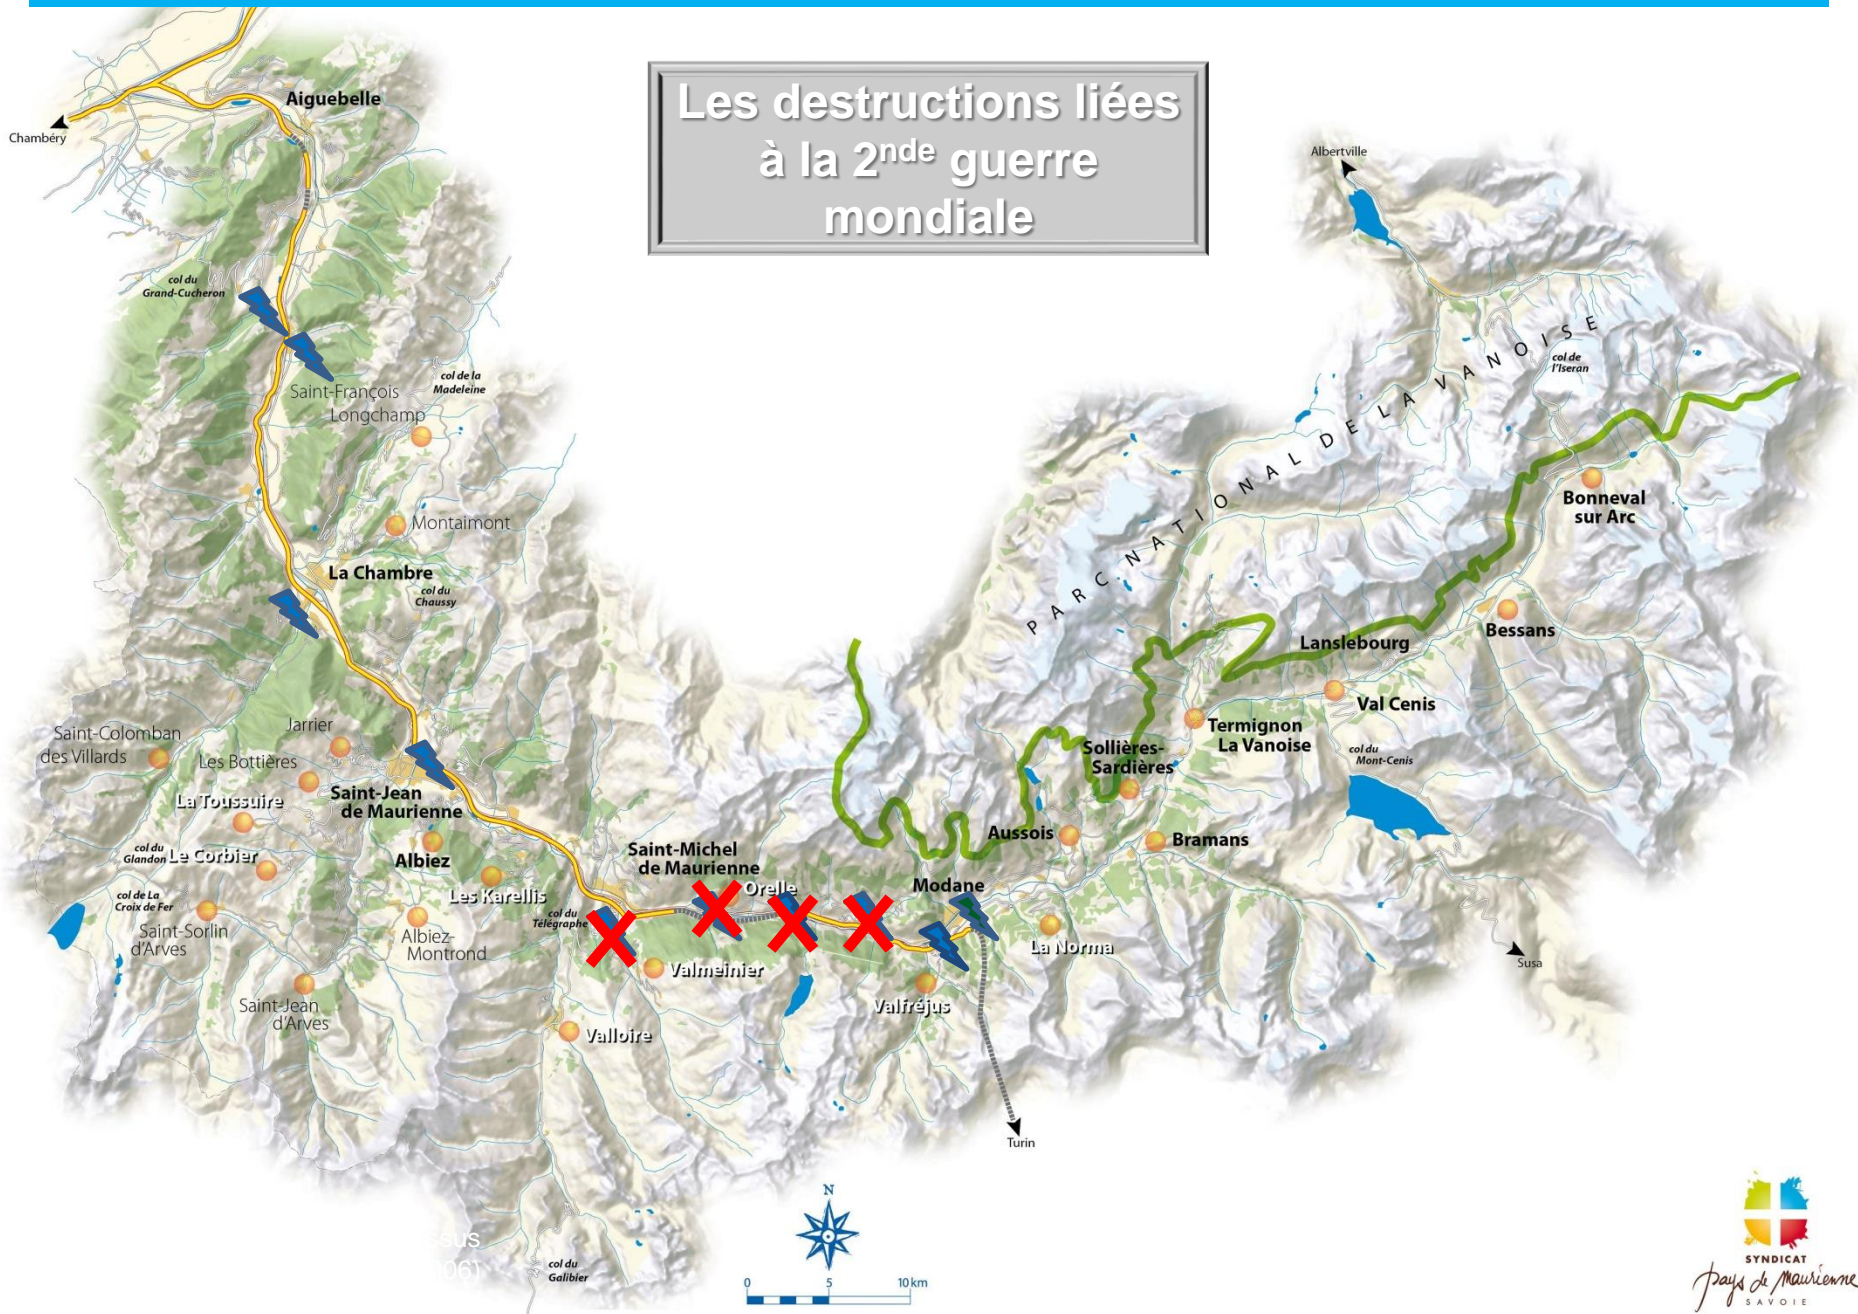 Les destructions liées
à la 2nde guerre
mondiale
Aiguebelle
Chambéry
Albertville
col du
Grand-Cucheron
PARC NATIONAL DE LA VANOISE
col de
l'Iseran
col de la
Madeleine
Saint-François
Longchamp
Bonneval
sur Arc
Montaimont
La Chambre
col du
Chaussy
Bessans
Lanslebourg
Val Cenis
Termignon
La Vanoise
col du
Mont-Cenis
Sollières-
Sardières
Saint-Colomban
des Villards
Jarrier
Les Bottières
La Toussuire
Saint-Jean
de Maurienne
Aussois
Bramans
col du
Glandon
Le Corbier
Albiez
Saint-Michel
de Maurienne
Orelle
Modane
Les Karellis
col de La
Croix de Fer
col du
Télégraphe
Saint-Sorlin
d'Arves
Albiez-
Montrond
La Norma
Susa
Valmeinier
Valfréjus
Saint-Jean
d'Arves
Valloire
Turin
N
ssus
06)
col du
Galibier
0 5 10 km
SYNDICAT
Pays de Maurienne
SAVOIE